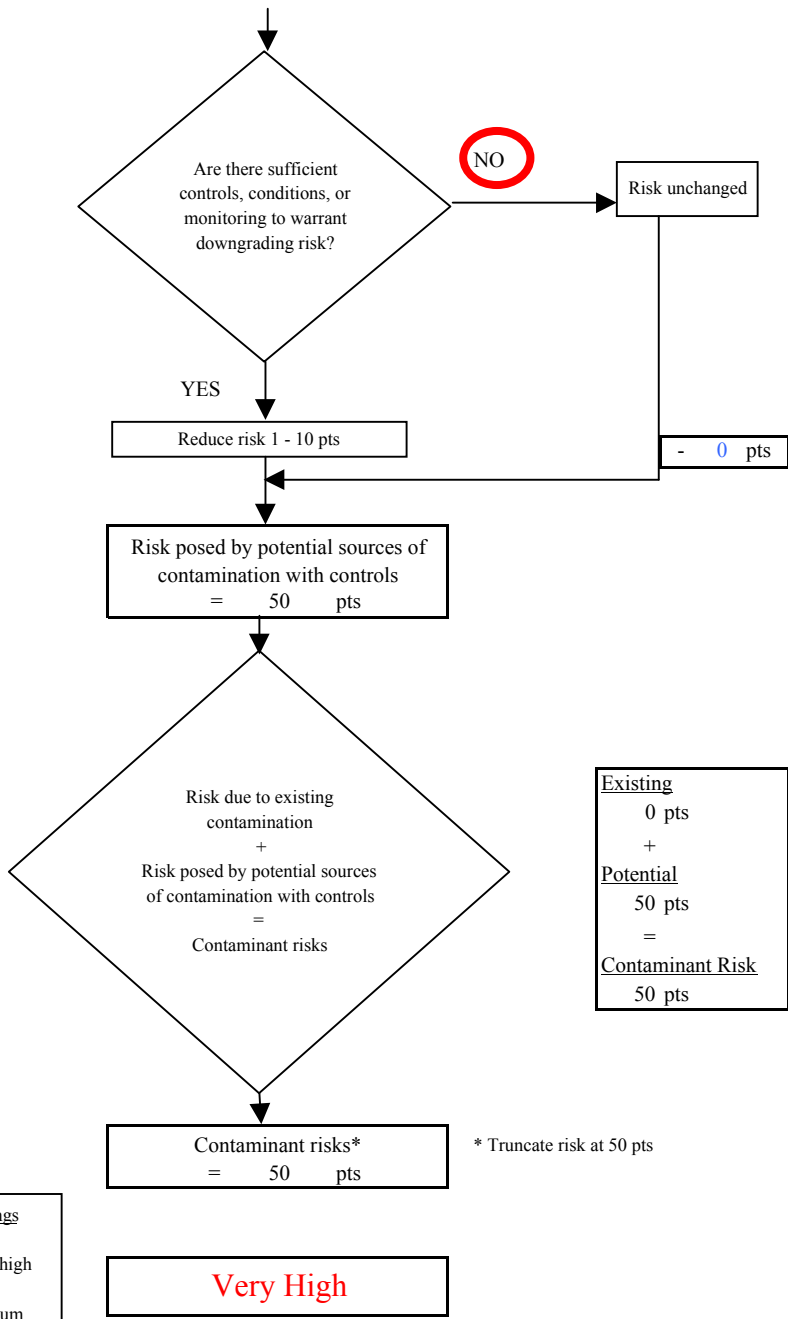 Are there sufficient
controls, conditions, or
monitoring to warrant
downgrading risk?
NO
Risk unchanged
YES
Reduce risk 1 - 10 pts
- 0 pts
Risk posed by potential sources of
contamination with controls
= 50 pts
Risk due to existing
contamination
+
Risk posed by potential sources
of contamination with controls
=
Contaminant risks
Existing
0 pts
+
Potential
50 pts
=
Contaminant Risk
50 pts
Contaminant risks*
= 50 pts
* Truncate risk at 50 pts
high
Very High